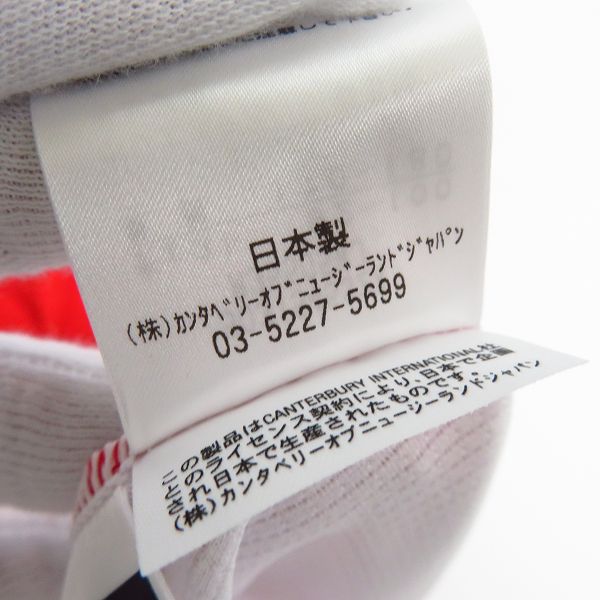 日本製
(株)カンタベリーオブニュージーランドジャパン
03-5227-5699
この製品はCANTERBURY INTERNATIONAL社
とのライセンス契約により、日本で企画
され日本で生産されたものです。
(株)カンタベリーオブニュージーランドジャパン